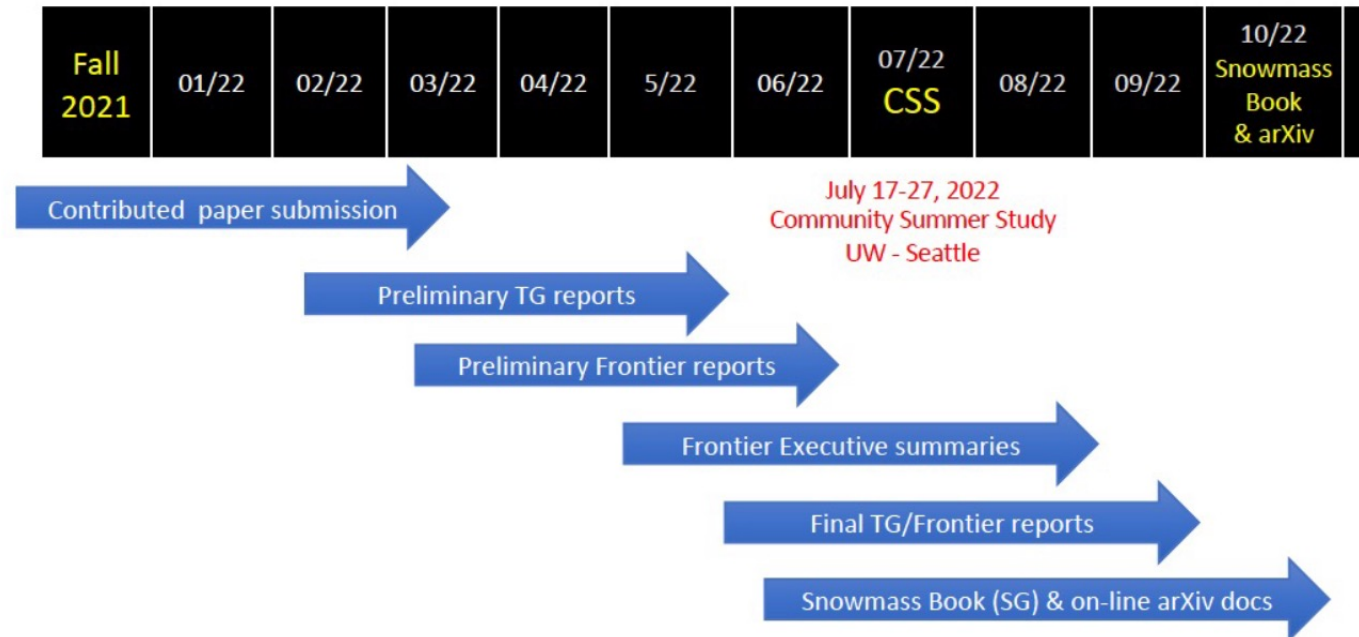 Fall
2021
01/22
02/22
03/22
04/22
5/22
06/22
07/22
CSS
08/22
09/22
10/22
Snowmass
Book
& arXiv
Contributed paper submission
July 17-27, 2022
Community Summer Study
UW - Seattle
Preliminary TG reports
Preliminary Frontier reports
Frontier Executive summaries
Final TG/Frontier reports
Snowmass Book (SG) & on-line arXiv docs